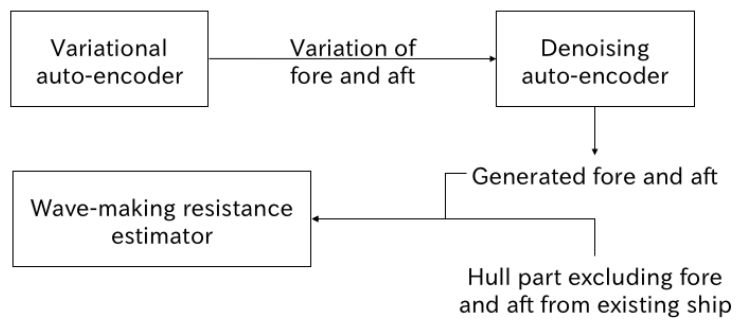 Variational
auto-encoder
Variation of
fore and aft
Denoising
auto-encoder
Generated fore and aft
Wave-making resistance
estimator
Hull part excluding fore
and aft from existing ship